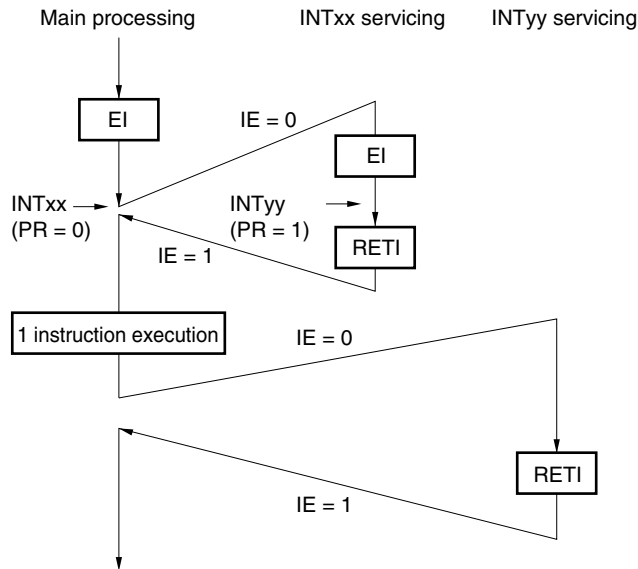 Main processing INTxx servicing INTyy servicing
EI
IE = 0
EI
INTxx
(PR = 0)
INTyy
(PR = 1)
RETI
IE = 1
1 instruction execution
IE = 0
RETI
IE = 1